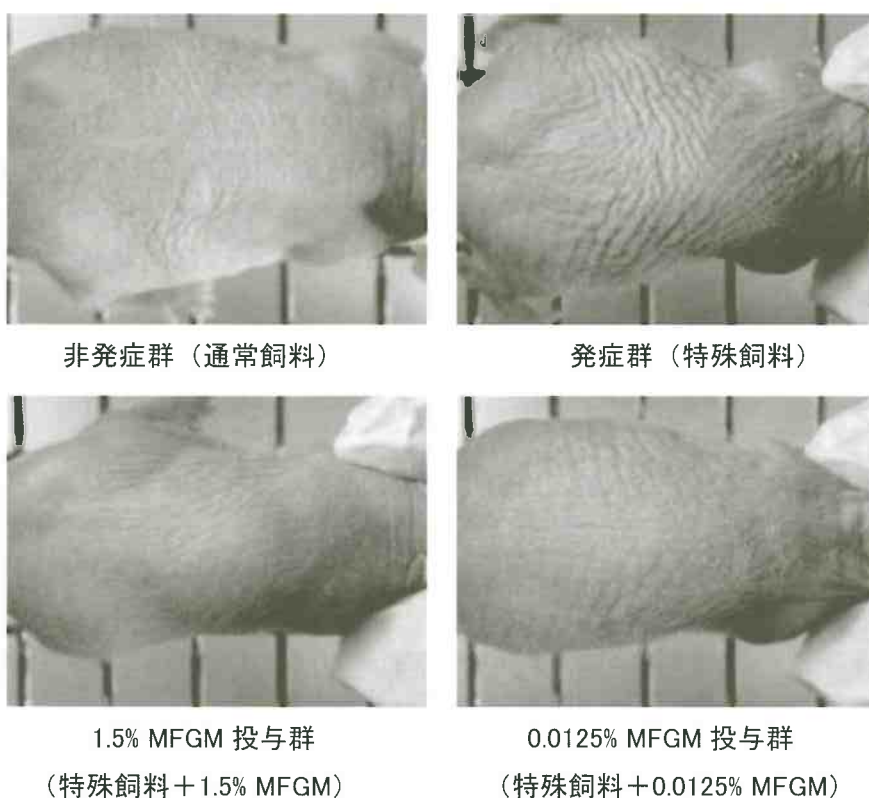 非発症群（通常飼料）
発症群（特殊飼料）
1.5% MFGM 投与群
（特殊飼料＋1.5% MFGM）
0.0125% MFGM 投与群
（特殊飼料＋0.0125% MFGM）